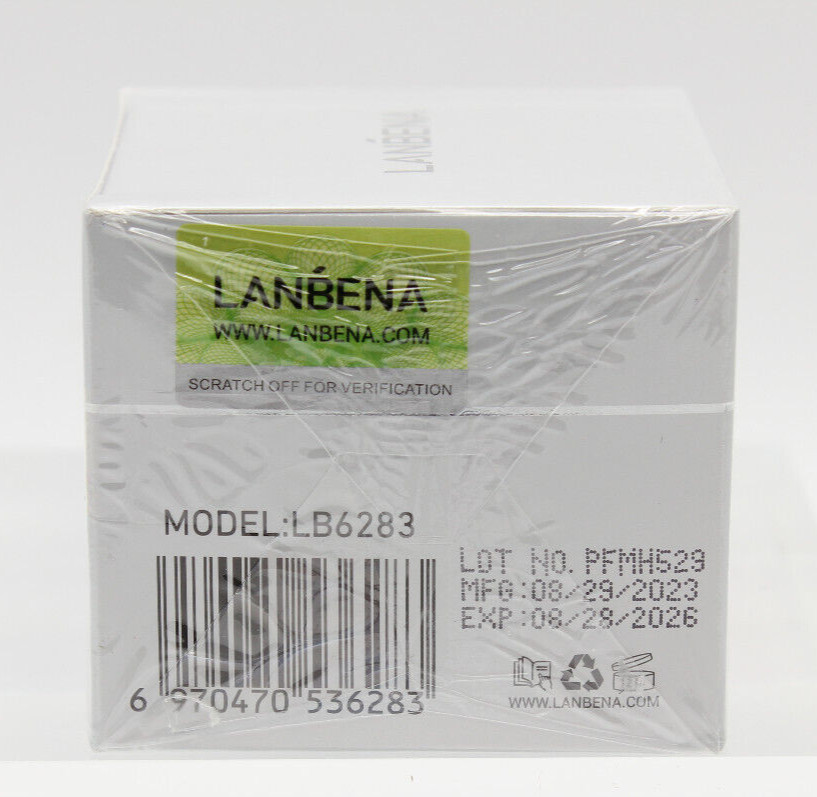 LANBENA
LANBENA
WWW.LANBENA.COM
SCRATCH OFF FOR VERIFICATION
MODEL:LB6283
LOT NO. PFMH529
MFG:08/29/2023
EXP:08/28/2026
6 970470 536283
WWW.LANBENA.COM